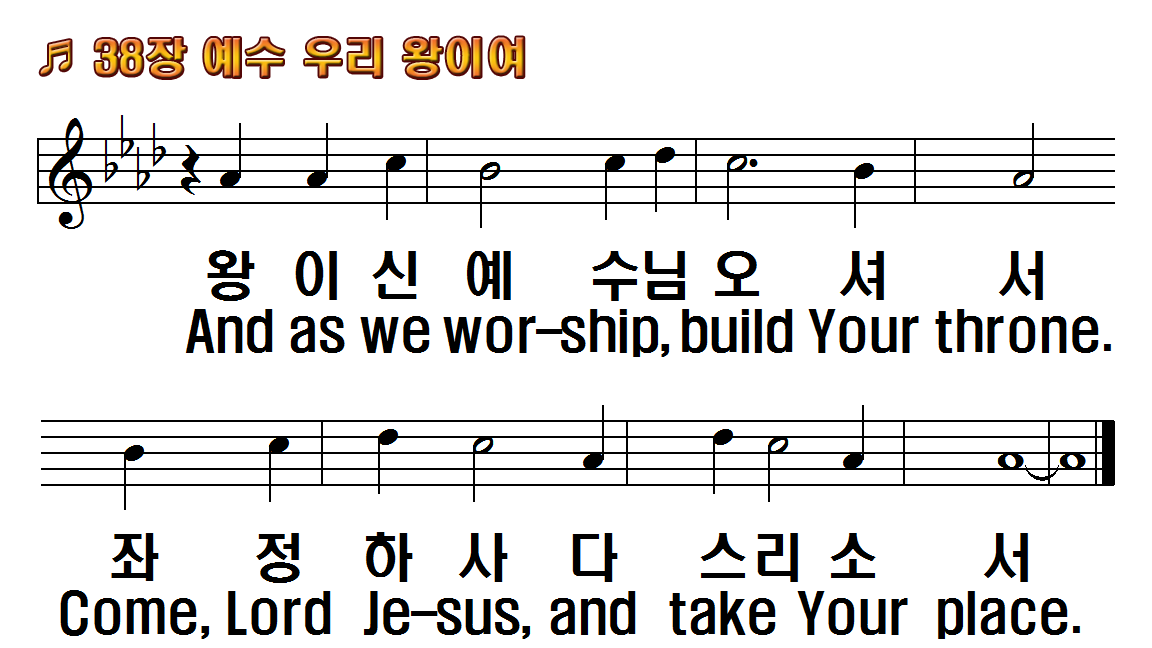 ♬ 38장 예수 우리 왕이여
왕 이 신 예 수님 오 셔 서
And as we wor-ship, build Your throne.
좌 정 하 사 다 스리 소 서
Come, Lord Je-sus, and take Your place.